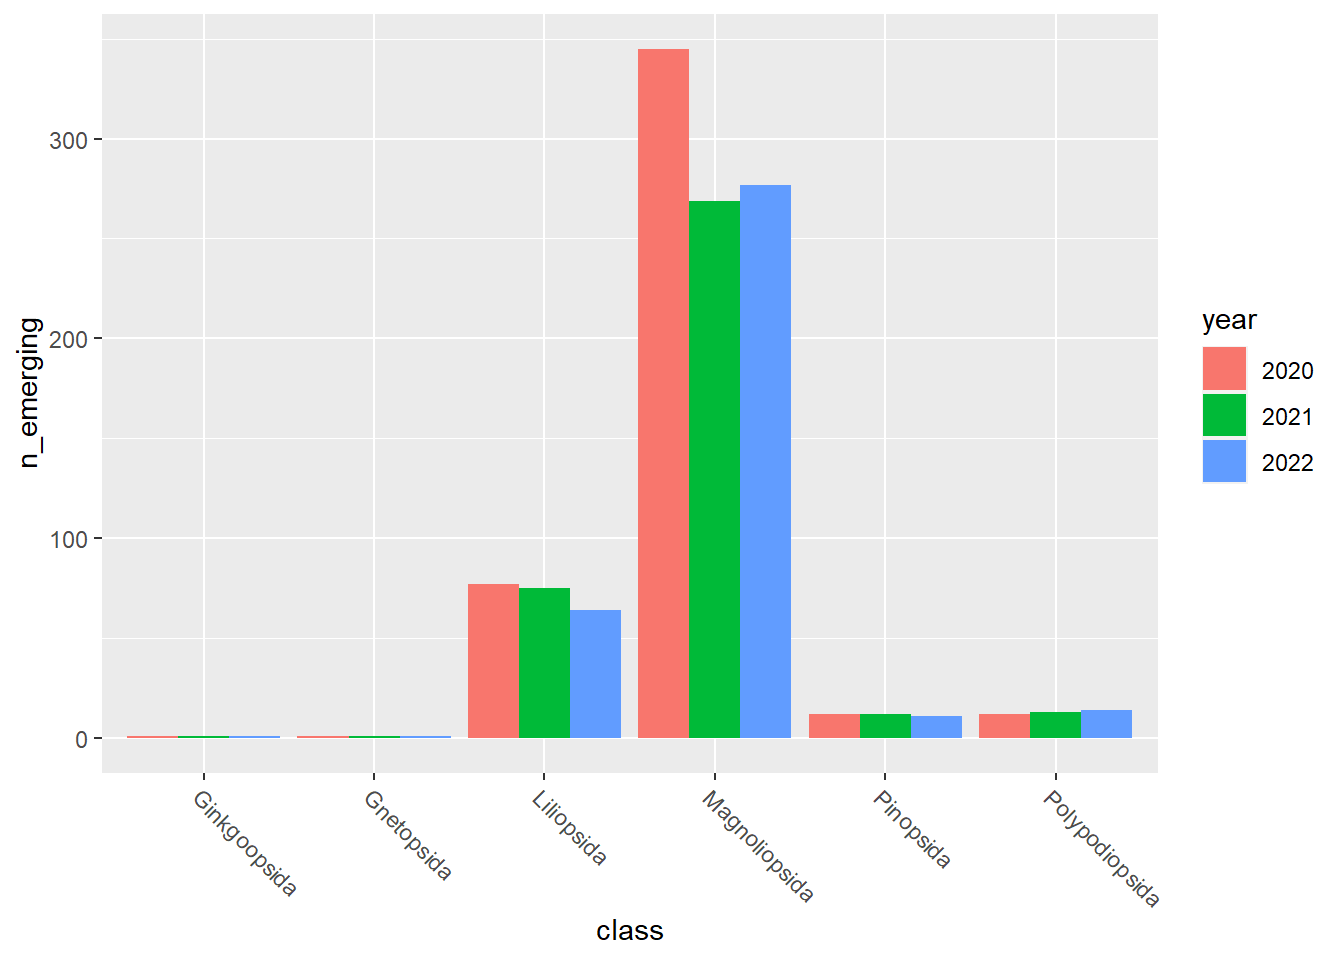 n_emerging
300
200
100
0
Ginkgoopsida
Gnetopsida
Liliopsida
Magnoliopsida
Pinopsida
Polypodiopsida
class
year
2020
2021
2022